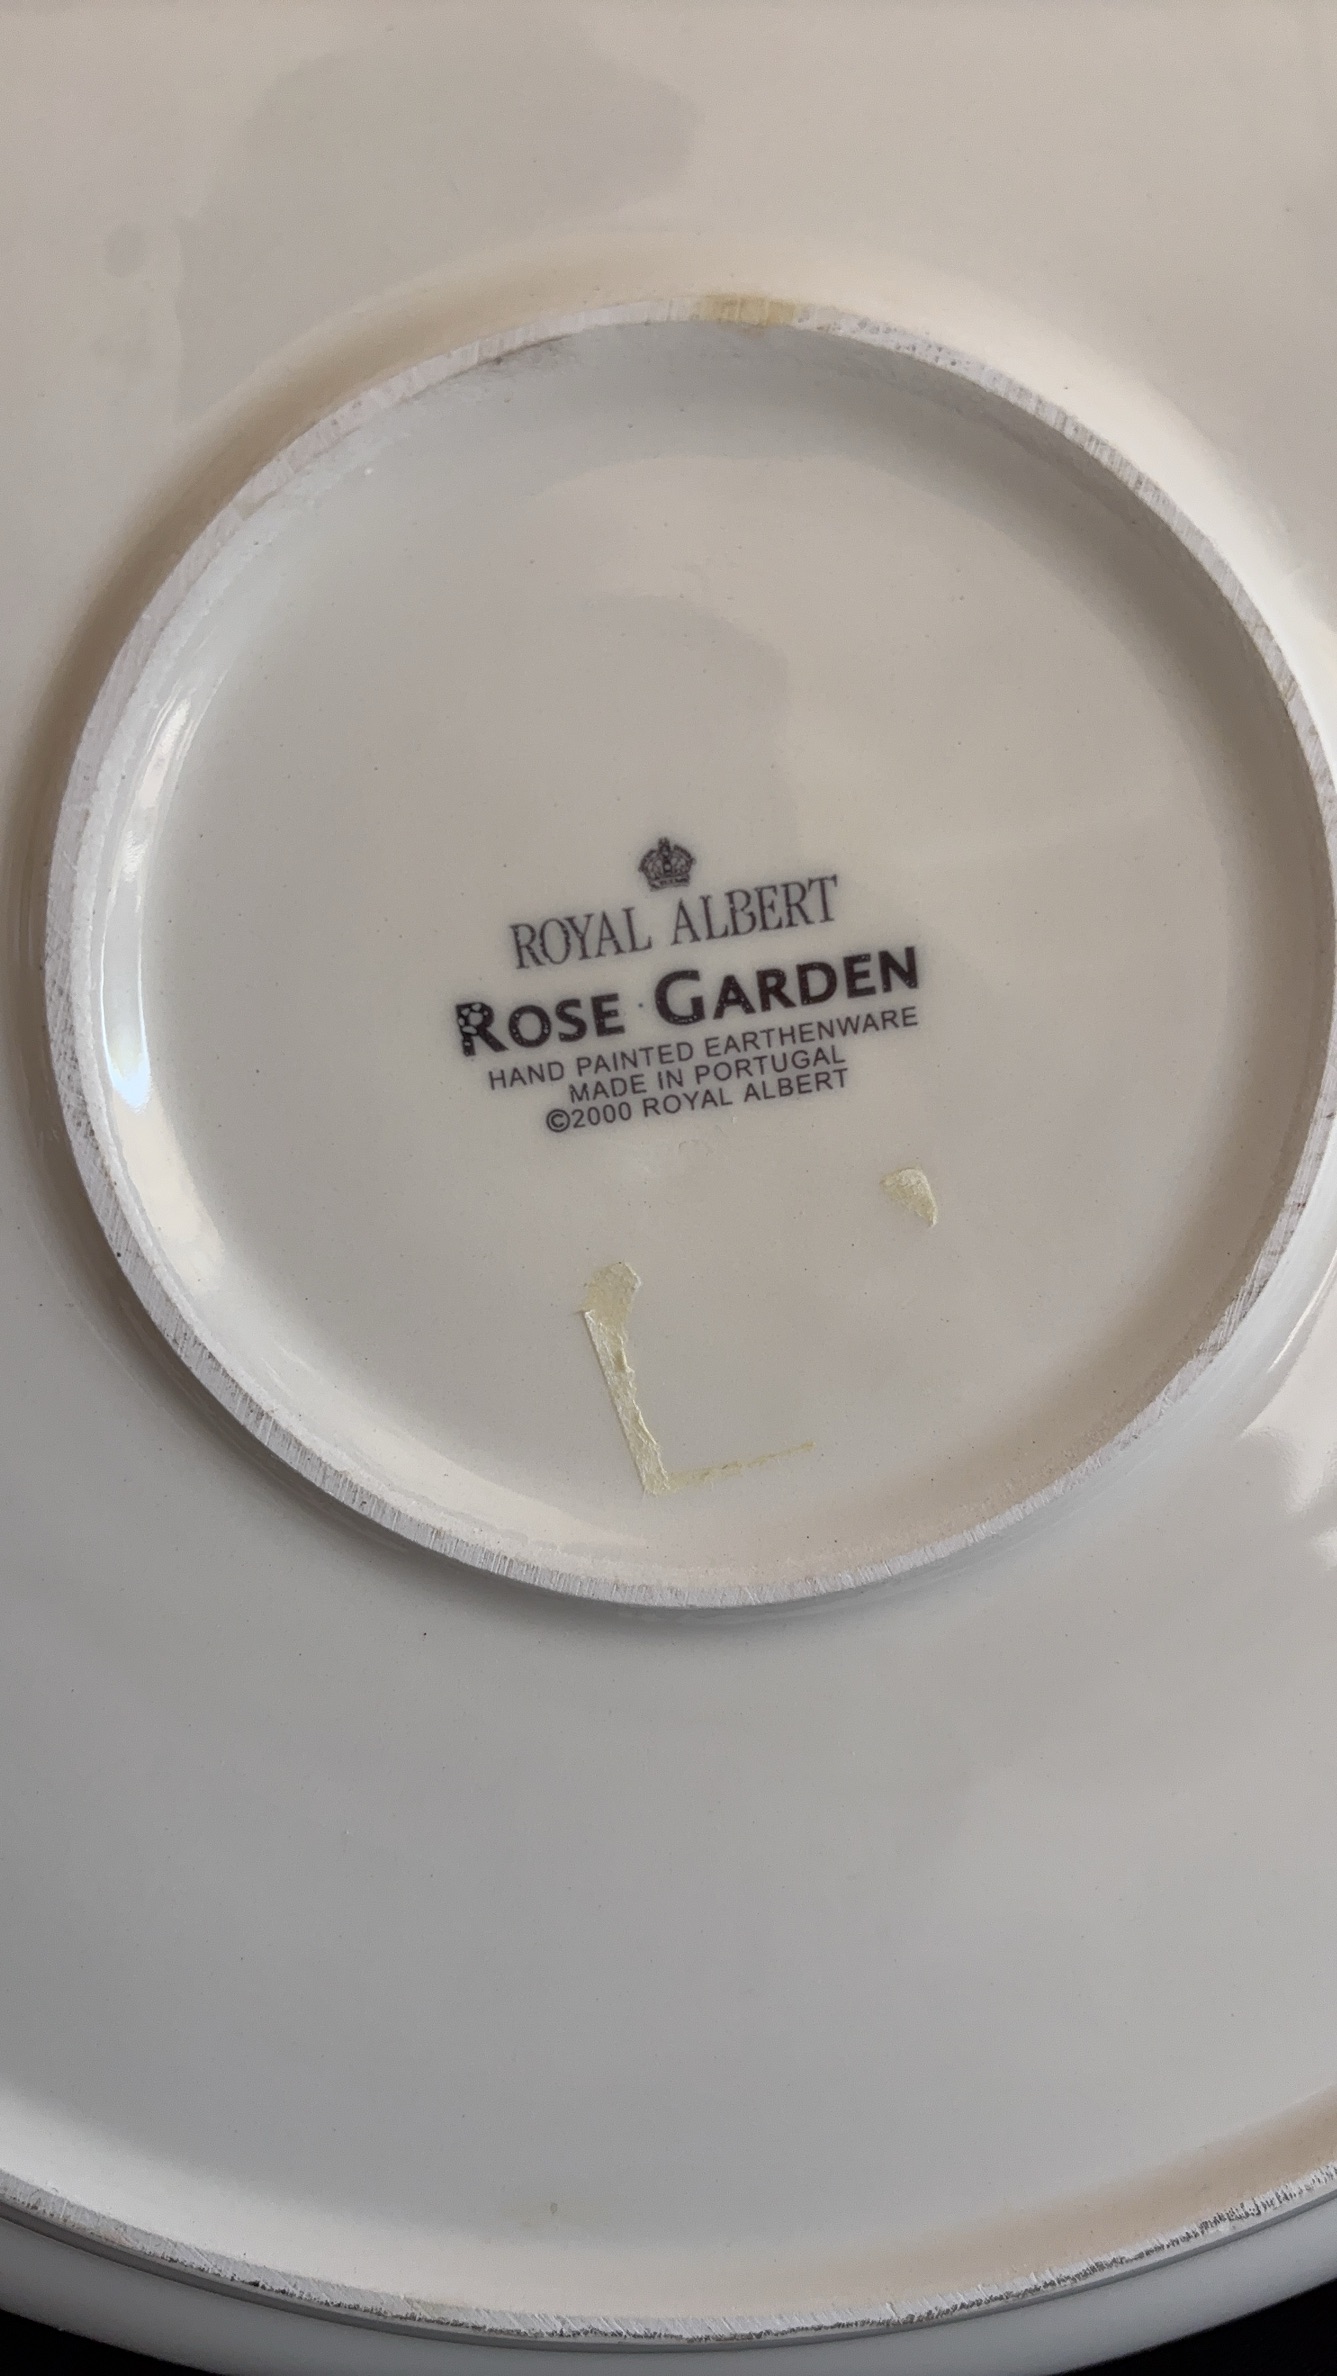 ROYAL ALBERT
ROSE · GARDEN
HAND PAINTED EARTHENWARE
MADE IN PORTUGAL
©2000 ROYAL ALBERT